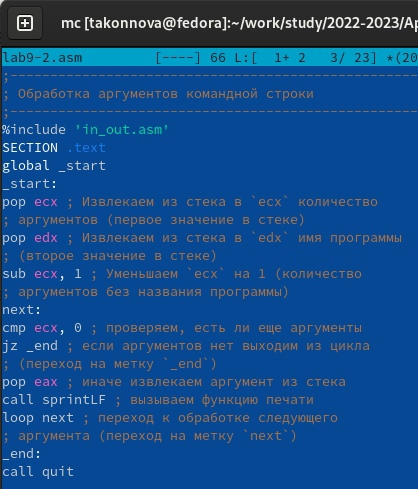 mc [takonnova@fedora]:~/work/study/2022-2023/
lab9-2.asm [----] 66 L:[ 1+ 2 3/ 23] *(20
;--------------------------------------------------
; Обработка аргументов командной строки
;--------------------------------------------------
%include 'in_out.asm'
SECTION .text
global _start
_start:
pop ecx ; Извлекаем из стека в `ecx` количество
; аргументов (первое значение в стеке)
pop edx ; Извлекаем из стека в `edx` имя программы
; (второе значение в стеке)
sub ecx, 1 ; Уменьшаем `ecx` на 1 (количество
; аргументов без названия программы)
next:
cmp ecx, 0 ; проверяем, есть ли еще аргументы
jz _end ; если аргументов нет выходим из цикла
; (переход на метку `_end`)
pop eax ; иначе извлекаем аргумент из стека
call sprintLF ; вызываем функцию печати
loop next ; переход к обработке следующего
; аргумента (переход на метку `next`)
_end:
call quit